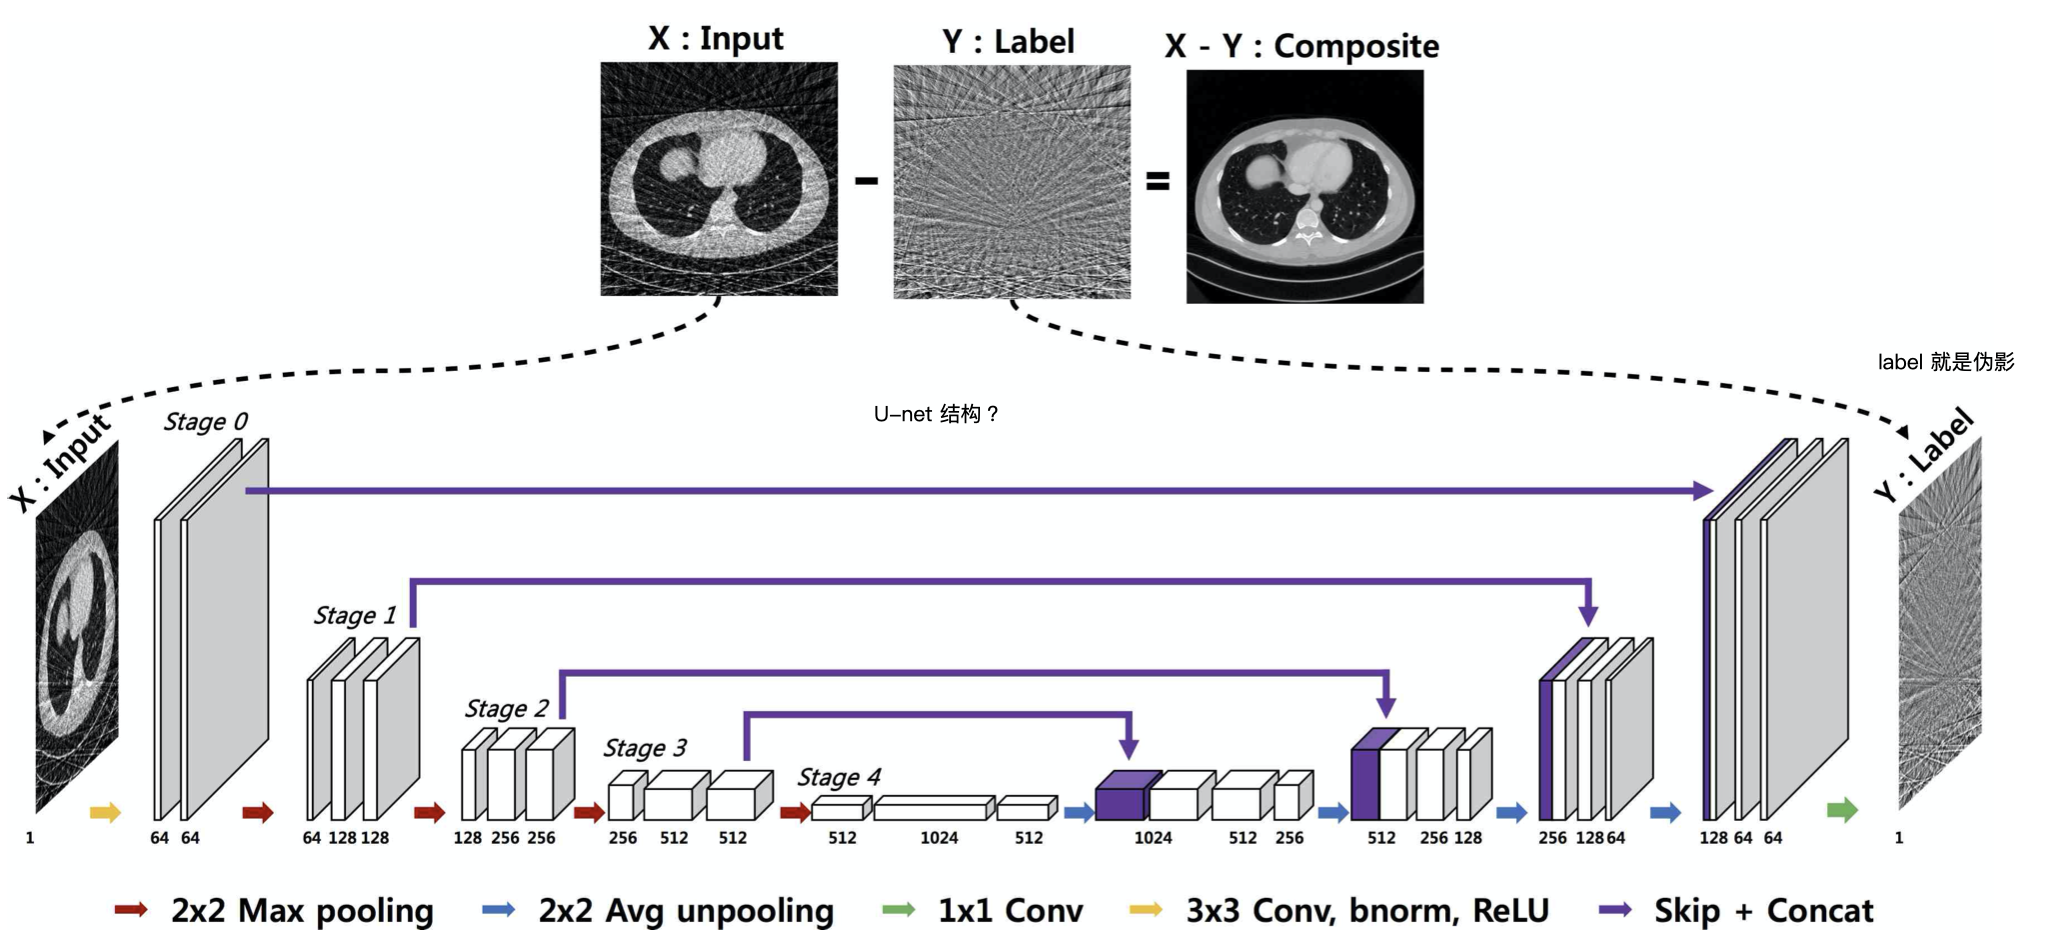 X : Input
Y : Label
X - Y : Composite
label 就是伪影
U-net 结构？
X : Input
Stage 0
Y : Label
Stage 1
Stage 2
Stage 3
Stage 4
1
64 64
64 128 128
128 256 256
256 512 512
512 1024 512
1024 512 256
512 256 128
256 128 64
128 64 64
1
2x2 Max pooling
2x2 Avg unpooling
1x1 Conv
3x3 Conv, bnorm, ReLU
Skip + Concat